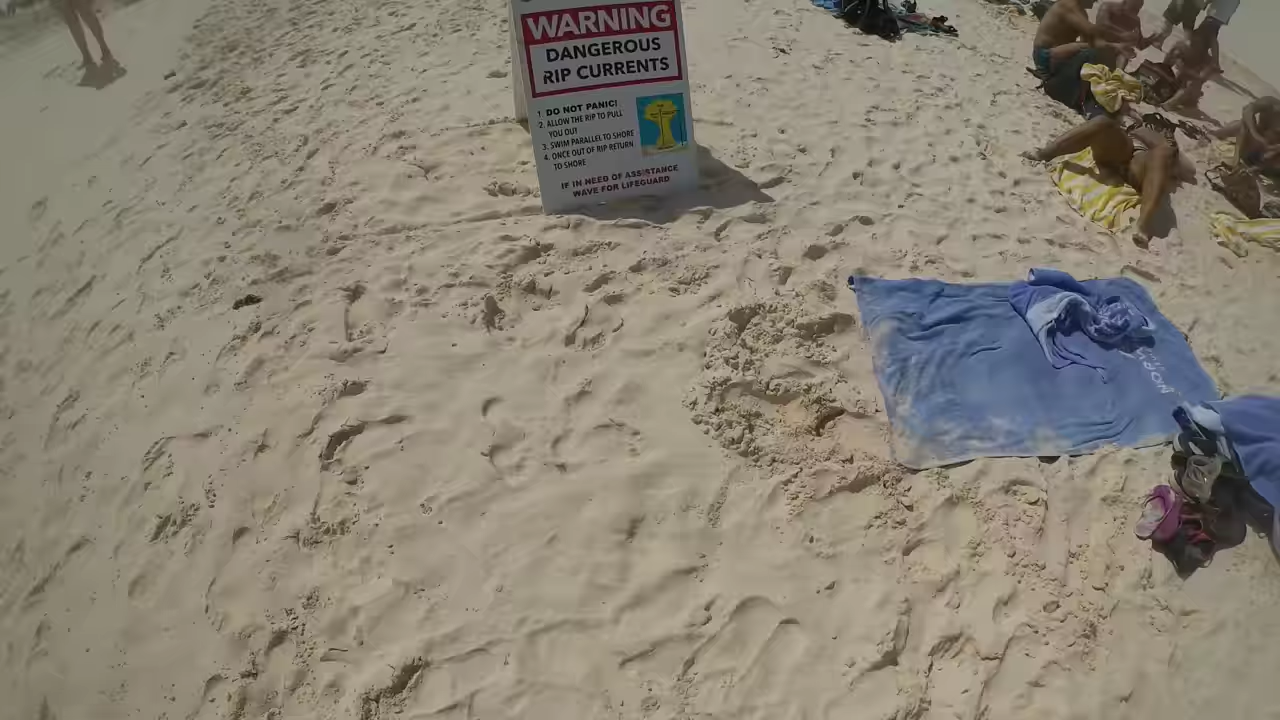 WARNING
DANGEROUS
RIP CURRENTS
1. DO NOT PANIC!
2. ALLOW THE RIP TO PULL
YOU OUT
3. SWIM PARALLEL TO SHORE
4. ONCE OUT OF RIP RETURN
TO SHORE
IF IN NEED OF ASSISTANCE
WAVE FOR LIFEGUARD